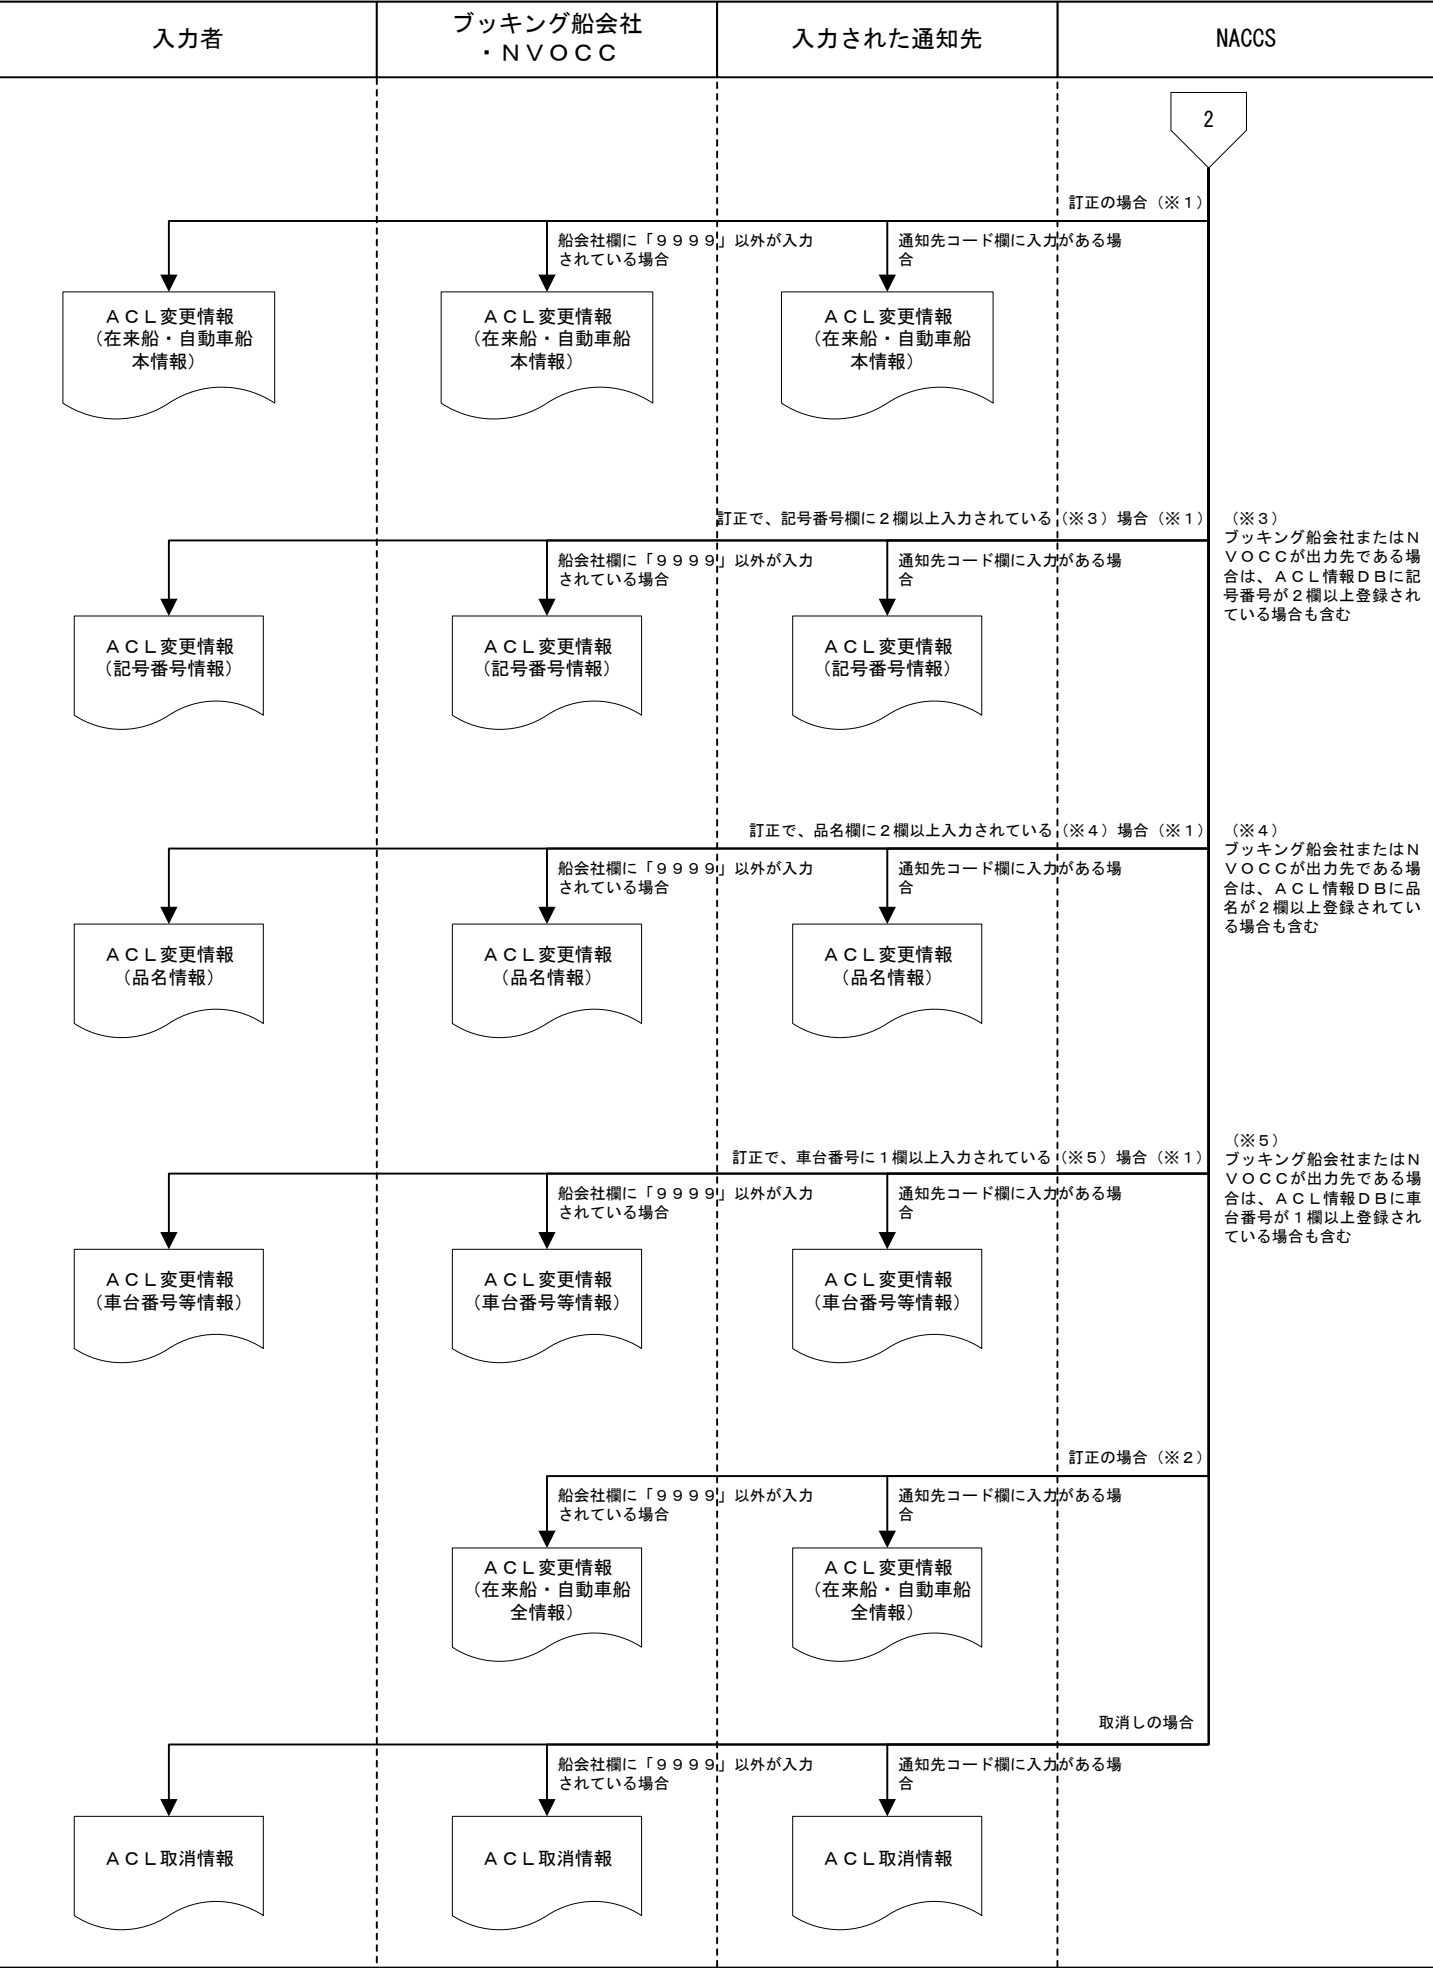 入力者
ブッキング船会社
・ＮＶＯＣＣ
入力された通知先
NACCS
2
訂正の場合（※１）
船会社欄に「９９９９」以外が入力
されている場合
通知先コード欄に入力がある場
合
ＡＣＬ変更情報
（在来船・自動車船
本情報）
ＡＣＬ変更情報
（在来船・自動車船
本情報）
ＡＣＬ変更情報
（在来船・自動車船
本情報）
訂正で、記号番号欄に２欄以上入力されている（※３）場合（※１）
（※３）
ブッキング船会社またはＮ
ＶＯＣＣが出力先である場
合は、ＡＣＬ情報ＤＢに記
号番号が２欄以上登録され
ている場合も含む
船会社欄に「９９９９」以外が入力
されている場合
通知先コード欄に入力がある場
合
ＡＣＬ変更情報
（記号番号情報）
ＡＣＬ変更情報
（記号番号情報）
ＡＣＬ変更情報
（記号番号情報）
訂正で、品名欄に２欄以上入力されている（※４）場合（※１）
（※４）
ブッキング船会社またはＮ
ＶＯＣＣが出力先である場
合は、ＡＣＬ情報ＤＢに品
名が２欄以上登録されてい
る場合も含む
船会社欄に「９９９９」以外が入力
されている場合
通知先コード欄に入力がある場
合
ＡＣＬ変更情報
（品名情報）
ＡＣＬ変更情報
（品名情報）
ＡＣＬ変更情報
（品名情報）
訂正で、車台番号に１欄以上入力されている（※５）場合（※１）
（※５）
ブッキング船会社またはＮ
ＶＯＣＣが出力先である場
合は、ＡＣＬ情報ＤＢに車
台番号が１欄以上登録され
ている場合も含む
船会社欄に「９９９９」以外が入力
されている場合
通知先コード欄に入力がある場
合
ＡＣＬ変更情報
（車台番号等情報）
ＡＣＬ変更情報
（車台番号等情報）
ＡＣＬ変更情報
（車台番号等情報）
訂正の場合（※２）
船会社欄に「９９９９」以外が入力
されている場合
通知先コード欄に入力がある場
合
ＡＣＬ変更情報
（在来船・自動車船
全情報）
ＡＣＬ変更情報
（在来船・自動車船
全情報）
取消しの場合
船会社欄に「９９９９」以外が入力
されている場合
通知先コード欄に入力がある場
合
ＡＣＬ取消情報
ＡＣＬ取消情報
ＡＣＬ取消情報